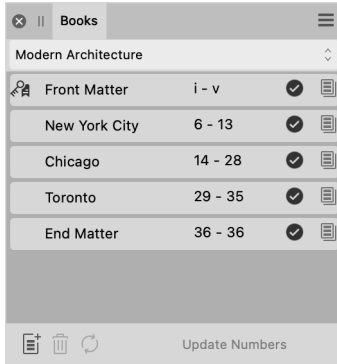 Books
Modern Architecture
Front Matter i - v
New York City 6 - 13
Chicago 14 - 28
Toronto 29 - 35
End Matter 36 - 36
Update Numbers